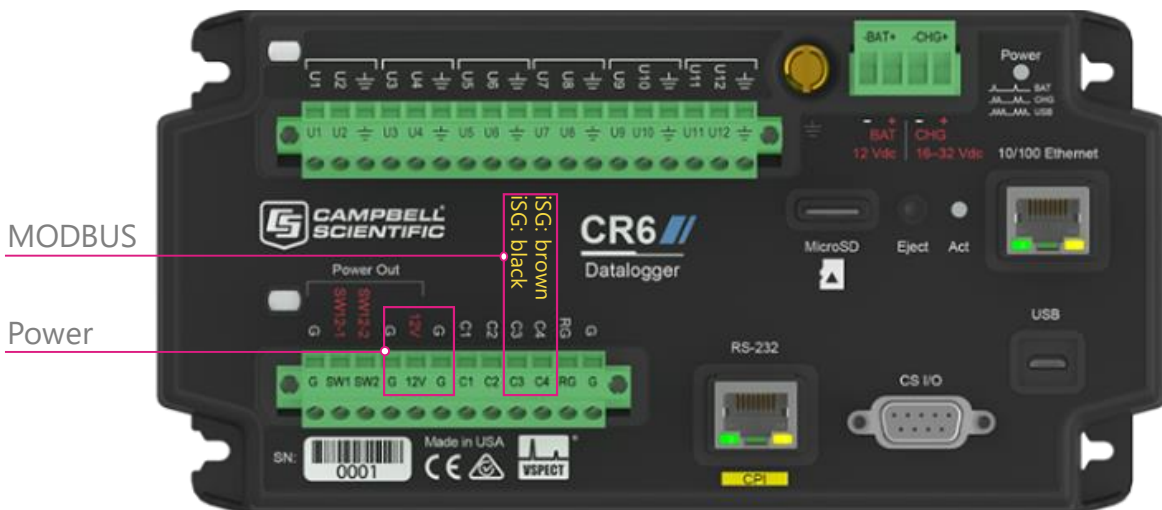 -BAT+ -CHG+
Power
BAT
CHG
USB
U1 U2 U3 U4 U5 U6 U7 U8 U9 U10 U11 U12
U1 U2 U3 U4 U5 U6 U7 U8 U9 U10 U11 U12
- + - +
BAT CHG
12 Vdc 16–32 Vdc
10/100 Ethernet
MODBUS
CS CAMPBELL
SCIENTIFIC
iSG: brown
iSG: black
CR6
Datalogger
MicroSD
Eject
Act
Power Out
G SW12-1 SW12-2 G 12V G C1 C2 C3 C4 RG G
Power
G SW1 SW2 G 12V G C1 C2 C3 C4 RG G
RS-232
CPI
CS I/O
USB
SN:
0001
Made in USA
CE
VSPECT